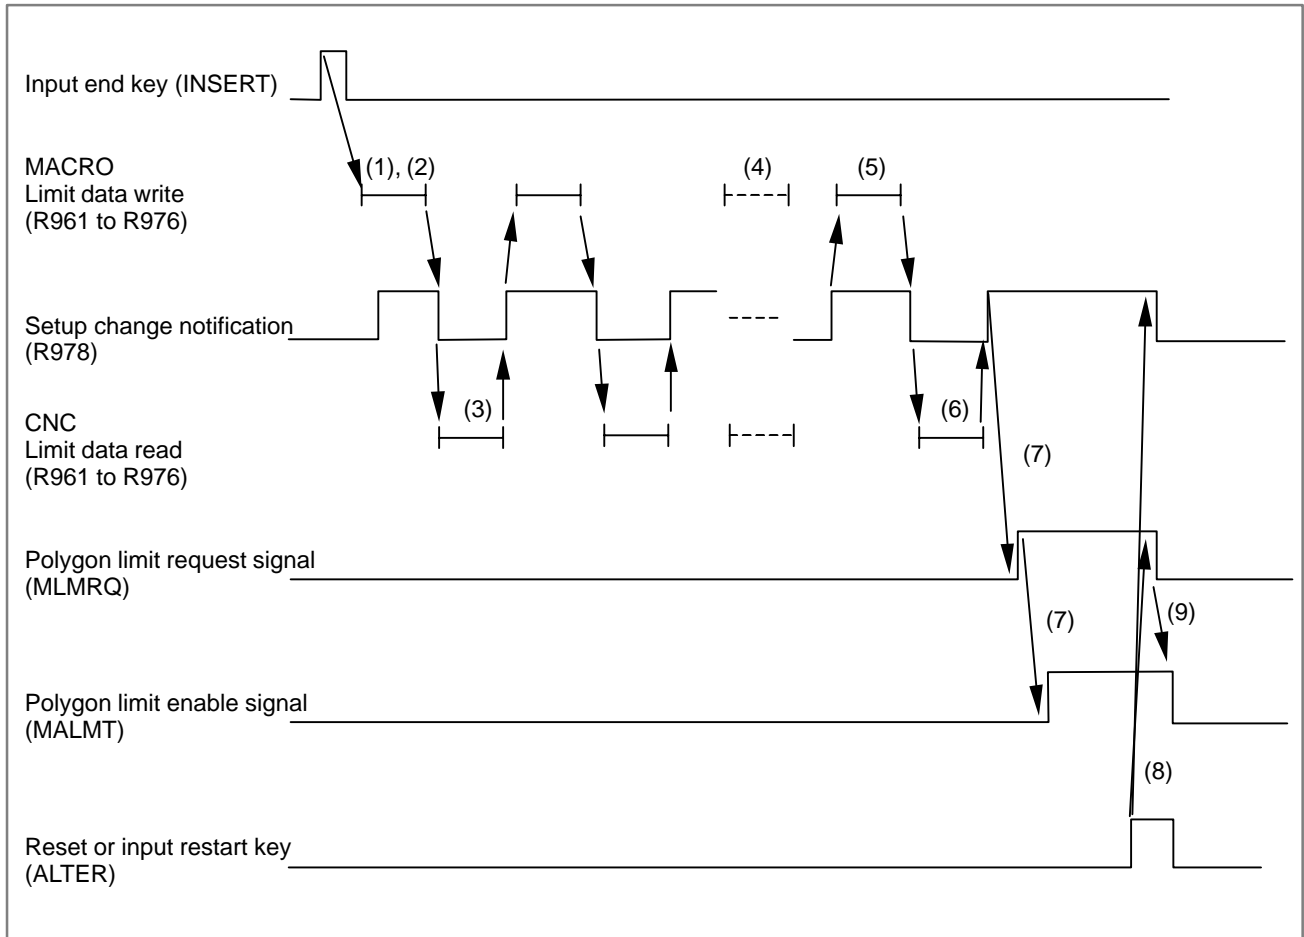 Input end key (INSERT)
MACRO
Limit data write
(R961 to R976)
(1), (2)
(4)
(5)
Setup change notification
(R978)
CNC
Limit data read
(R961 to R976)
(3)
(6)
(7)
Polygon limit request signal
(MLMRQ)
(7)
(9)
Polygon limit enable signal
(MALMT)
(8)
Reset or input restart key
(ALTER)